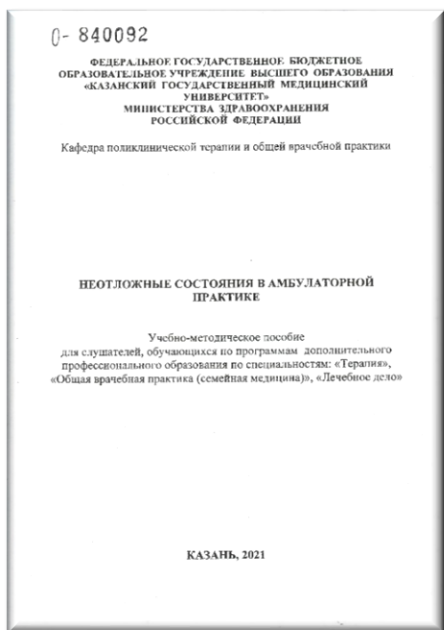 0- 840092
ФЕДЕРАЛЬНОЕ ГОСУДАРСТВЕННОЕ БЮДЖЕТНОЕ
ОБРАЗОВАТЕЛЬНОЕ УЧРЕЖДЕНИЕ ВЫСШЕГО ОБРАЗОВАНИЯ
«КАЗАНСКИЙ ГОСУДАРСТВЕННЫЙ МЕДИЦИНСКИЙ
УНИВЕРСИТЕТ»
МИНИСТЕРСТВА ЗДРАВООХРАНЕНИЯ
РОССИЙСКОЙ ФЕДЕРАЦИИ
Кафедра поликлинической терапии и общей врачебной практики
НЕОТЛОЖНЫЕ СОСТОЯНИЯ В АМБУЛАТОРНОЙ
ПРАКТИКЕ
Учебно-методическое пособие
для слушателей, обучающихся по программам дополнительного
профессионального образования по специальностям: «Терапия»,
«Общая врачебная практика (семейная медицина)», «Лечебное дело»
КАЗАНЬ, 2021